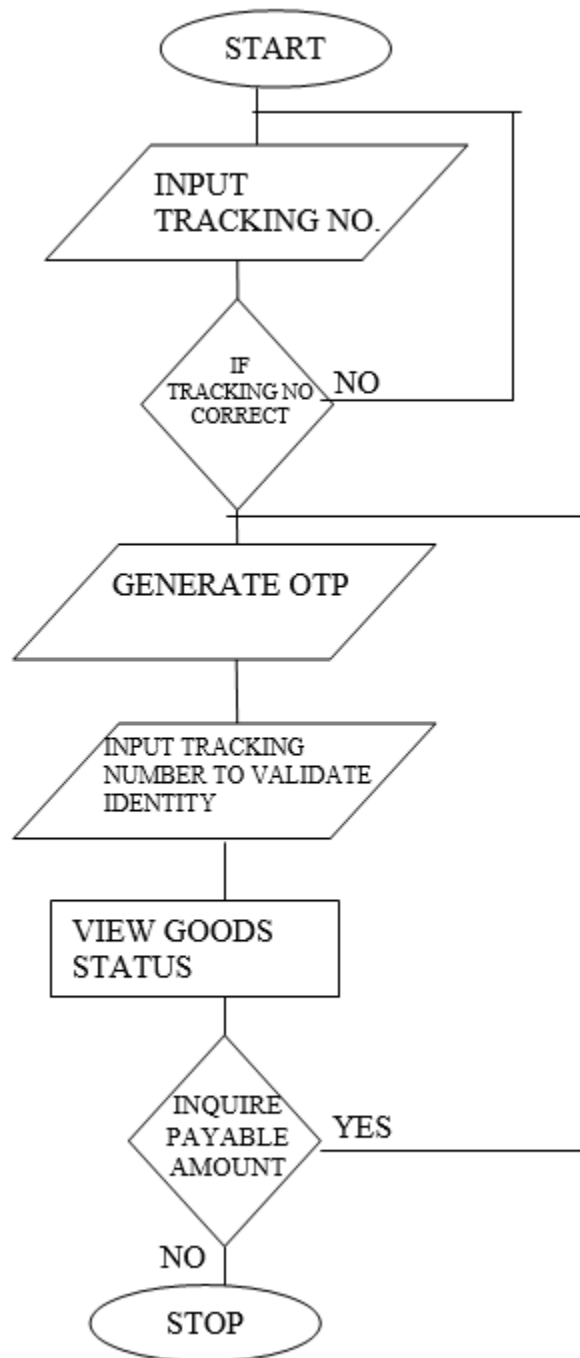 START
INPUT
TRACKING NO.
IF
TRACKING NO
CORRECT
NO
GENERATE OTP
INPUT TRACKING
NUMBER TO VALIDATE
IDENTITY
VIEW GOODS
STATUS
INQUIRE
PAYABLE
AMOUNT
YES
NO
STOP